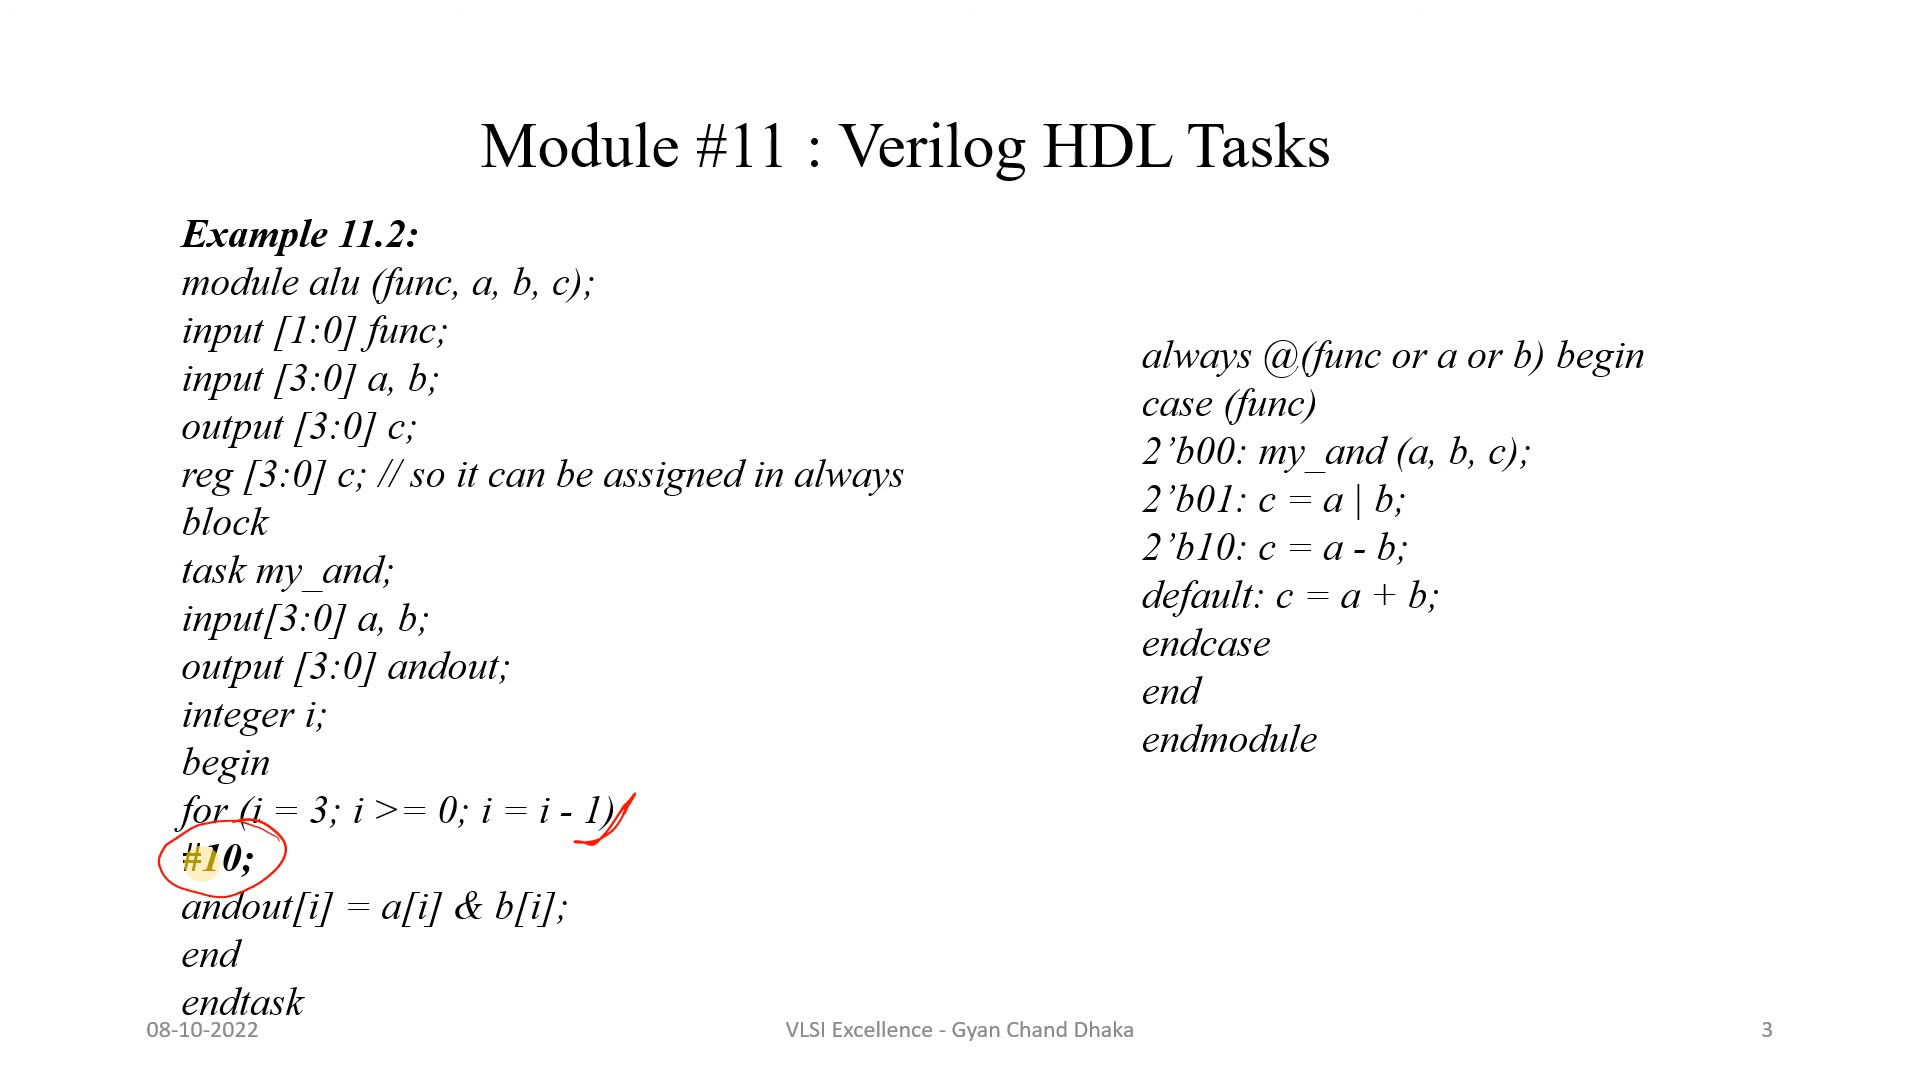 Module #11 : Verilog HDL Tasks
Example 11.2:
module alu (func, a, b, c);
input [1:0] func;
input [3:0] a, b;
output [3:0] c;
reg [3:0] c; // so it can be assigned in always
block
task my_and;
input[3:0] a, b;
output [3:0] andout;
integer i;
begin
for (i = 3; i >= 0; i = i - 1)
#10;
andout[i] = a[i] & b[i];
end
endtask
always @(func or a or b) begin
case (func)
2’b00: my_and (a, b, c);
2’b01: c = a | b;
2’b10: c = a - b;
default: c = a + b;
endcase
end
endmodule
08-10-2022
VLSI Excellence - Gyan Chand Dhaka
3